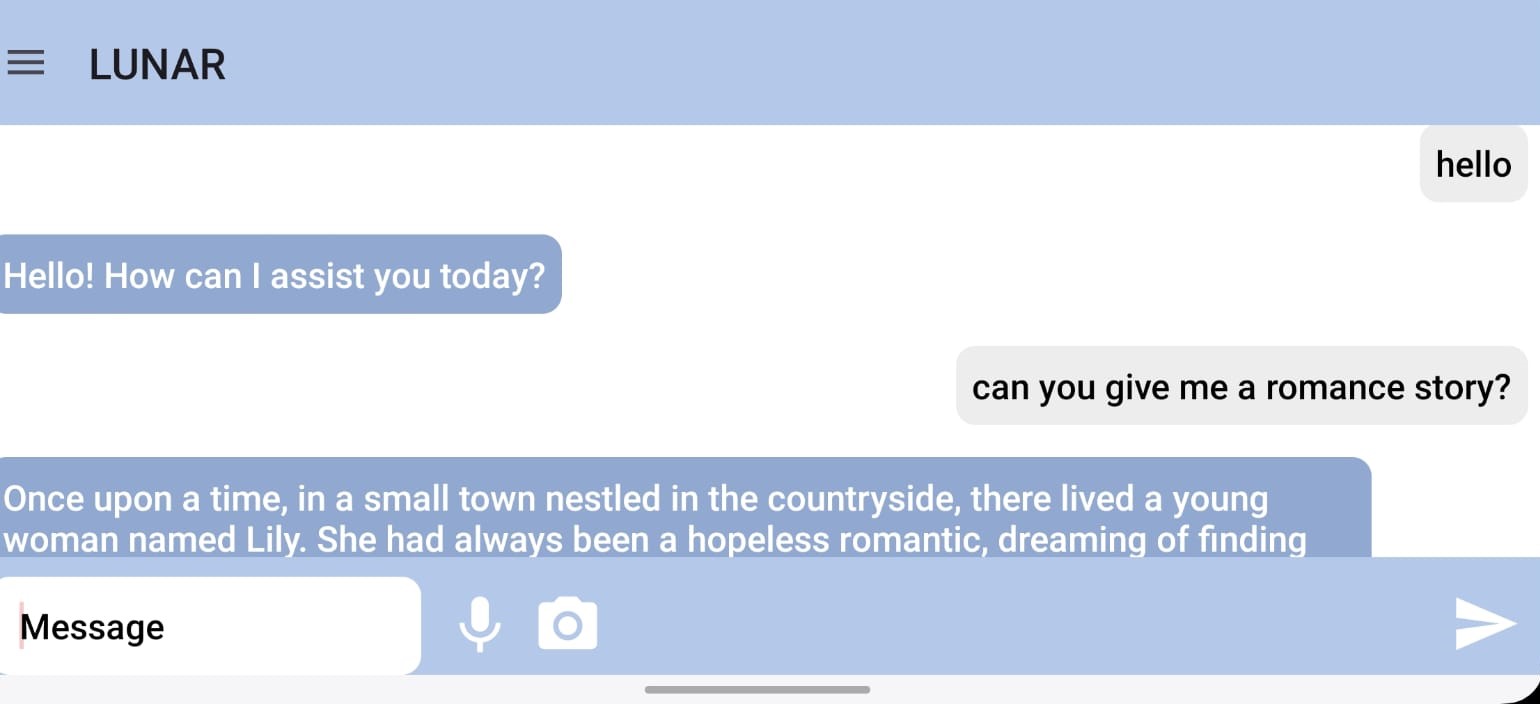 LUNAR
hello
Hello! How can I assist you today?
can you give me a romance story?
Once upon a time, in a small town nestled in the countryside, there lived a young
woman named Lily. She had always been a hopeless romantic, dreaming of finding
Message